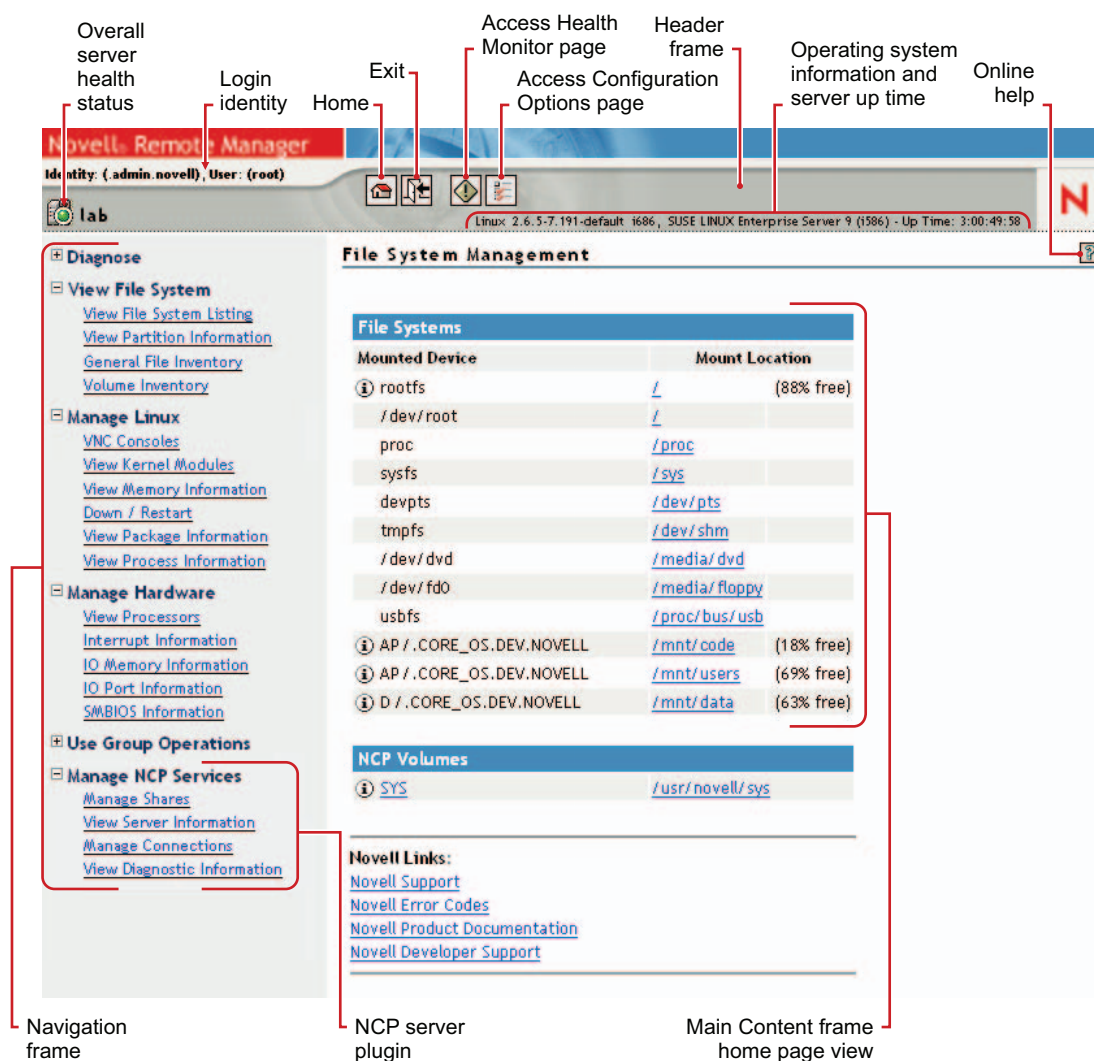 Overall
server
health
status
Login
identity
Home
Exit
Access Health
Monitor page
Access Configuration
Options page
Header
frame
Operating system
information and
server up time
Online
help
Novell® Remote Manager
Identity: (.admin.novell), User: (root)
lab
N
Linux 2.6.5-7.191-default i686, SUSE LINUX Enterprise Server 9 (i586) - Up Time: 3:00:49:58
Diagnose
View File System
View File System Listing
View Partition Information
General File Inventory
Volume Inventory
Manage Linux
VNC Consoles
View Kernel Modules
View Memory Information
Down / Restart
View Package Information
View Process Information
Manage Hardware
View Processors
Interrupt Information
IO Memory Information
IO Port Information
SMBIOS Information
Use Group Operations
Manage NCP Services
Manage Shares
View Server Information
Manage Connections
View Diagnostic Information
File System Management
?
File Systems
Mounted Device Mount Location
rootfs / (88% free)
/dev/root /
proc /proc
sysfs /sys
devpts /dev/pts
tmpfs /dev/shm
/dev/dvd /media/dvd
/dev/fd0 /media/floppy
usbfs /proc/bus/usb
AP/.CORE_OS.DEV.NOVELL /mnt/code (18% free)
AP/.CORE_OS.DEV.NOVELL /mnt/users (69% free)
D/.CORE_OS.DEV.NOVELL /mnt/data (63% free)
NCP Volumes
SYS /usr/novell/sys
Novell Links:
Novell Support
Novell Error Codes
Novell Product Documentation
Novell Developer Support
Navigation
frame
NCP server
plugin
Main Content frame
home page view